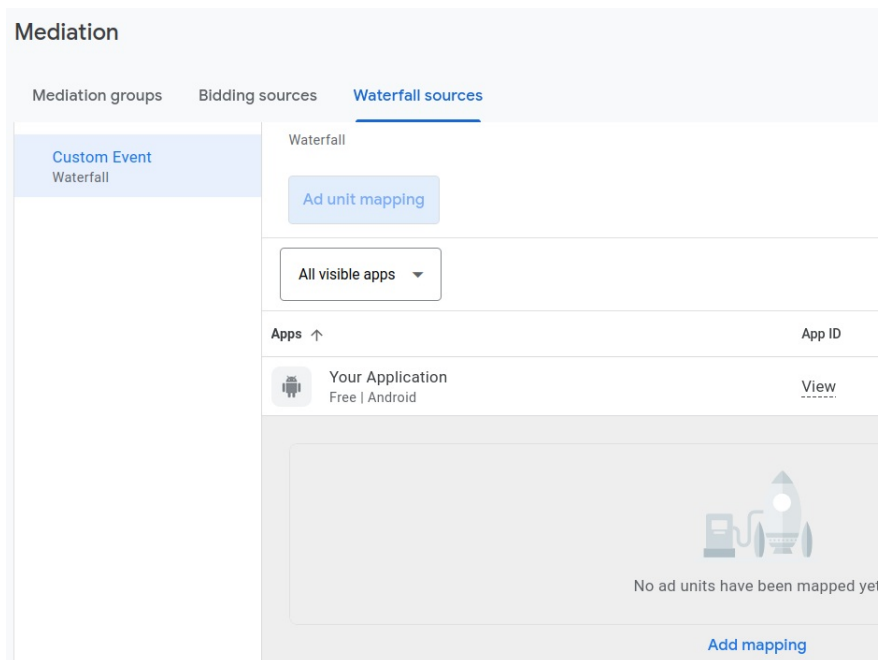 Mediation
Mediation groups Bidding sources Waterfall sources
Custom Event
Waterfall
Waterfall
Ad unit mapping
All visible apps
Apps App ID
Your Application
Free | Android
View
No ad units have been mapped yet
Add mapping